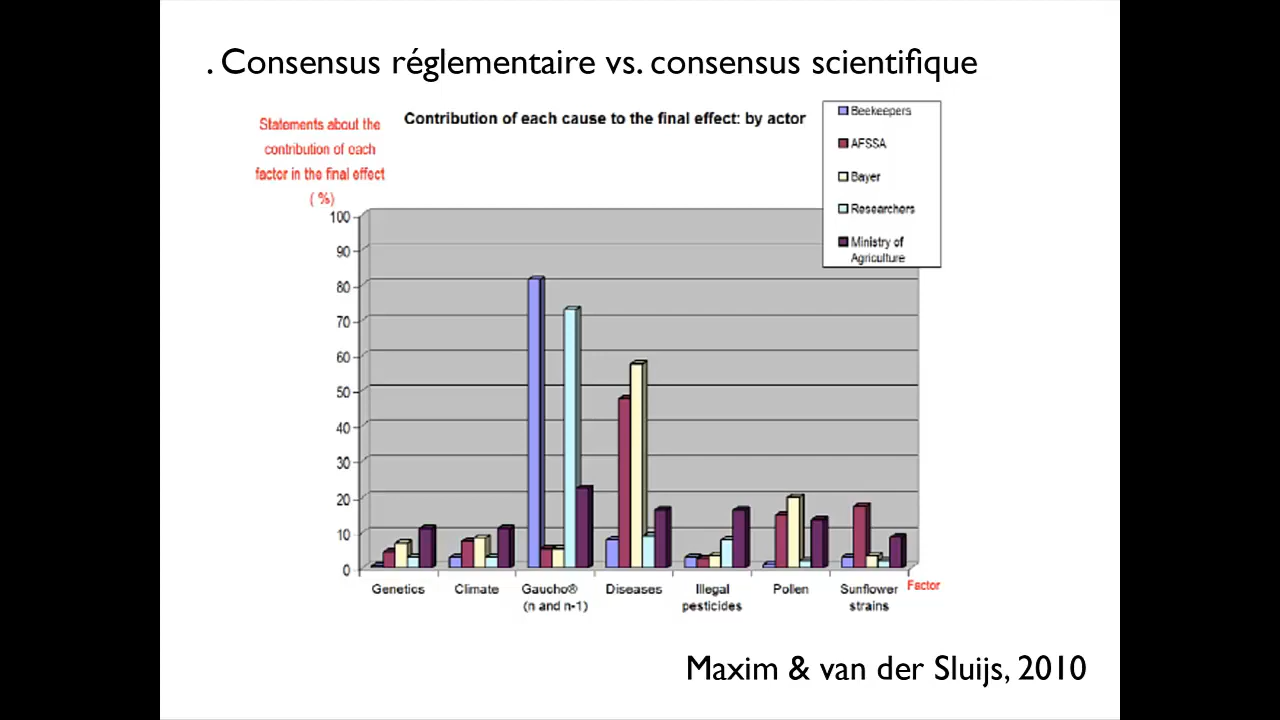 . Consensus réglementaire vs. consensus scientifique
Contribution of each cause to the final effect: by actor
Statements about the
contribution of each
factor in the final effect
( %)
Beekeepers
AFSSA
Bayer
Researchers
Ministry of
Agriculture
100
90
80
70
60
50
40
30
20
10
0
Genetics
Climate
Gaucho®
(n and n-1)
Diseases
Illegal
pesticides
Pollen
Sunflower
strains
Factor
Maxim & van der Sluijs, 2010